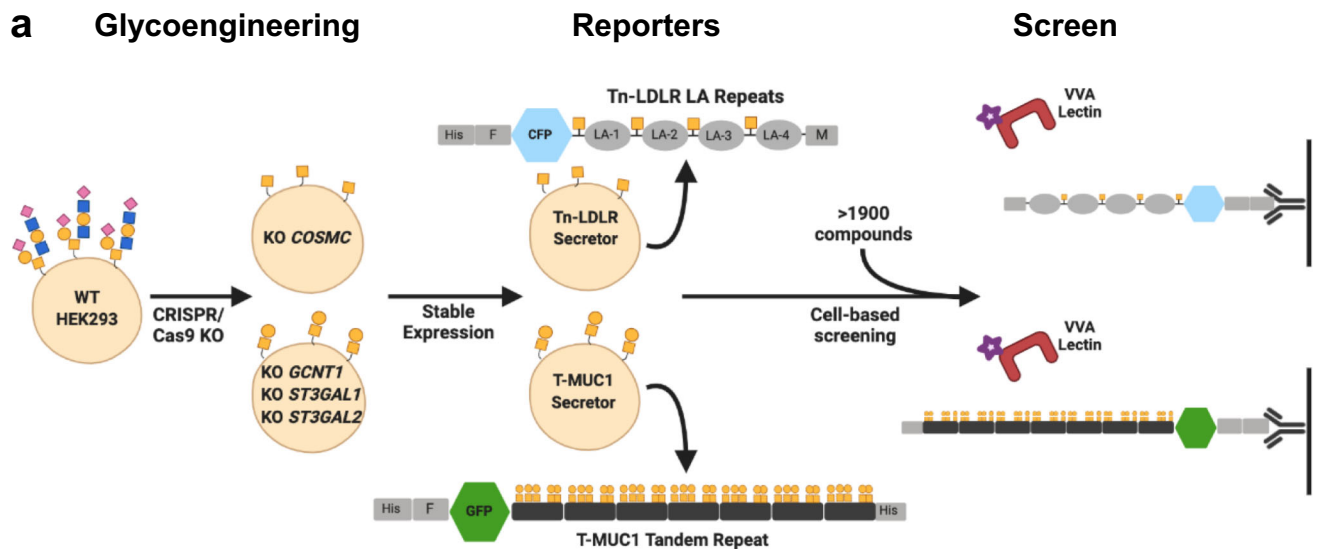 a Glycoengineering Reporters Screen
Tn-LDLR LA Repeats
His F CFP LA-1 LA-2 LA-3 LA-4 M
VVA
Lectin
KO COSMC
Tn-LDLR
Secretor
>1900
compounds
WT
HEK293
CRISPR/
Cas9 KO
Stable
Expression
Cell-based
screening
VVA
Lectin
KO GCNT1
KO ST3GAL1
KO ST3GAL2
T-MUC1
Secretor
His F GFP His
T-MUC1 Tandem Repeat